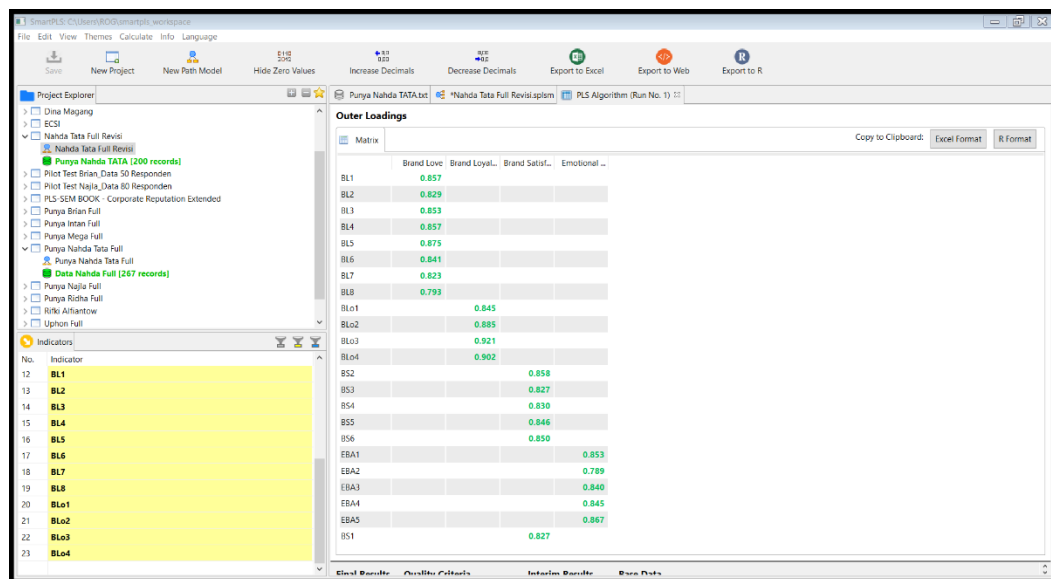 SmartPLS: C:\Users\ROG\smartpls_workspace
File Edit View Themes Calculate Info Language
Save New Project New Path Model Hide Zero Values Increase Decimals Decrease Decimals Export to Excel Export to Web Export to R
Project Explorer
Dina Magang
ECSI
Nahda Tata Full Revisi
Nahda Tata Full Revisi
Punya Nahda TATA [200 records]
Pilot Test Brian_Data 50 Responden
Pilot Test Najla_Data 80 Responden
PLS-SEM BOOK - Corporate Reputation Extended
Punya Brian Full
Punya Intan Full
Punya Mega Full
Punya Nahda Tata Full
Punya Nahda Tata Full
Data Nahda Full [267 records]
Punya Najla Full
Punya Ridha Full
Rifki Alfiantow
Uphon Full
Indicators
No. Indicator
12 BL1
13 BL2
14 BL3
15 BL4
16 BL5
17 BL6
18 BL7
19 BL8
20 BLo1
21 BLo2
22 BLo3
23 BLo4
Punya Nahda TATA.txt *Nahda Tata Full Revisi.splsm PLS Algorithm (Run No. 1)
Outer Loadings
Matrix
Copy to Clipboard: Excel Format R Format
Brand Love Brand Loyal... Brand Satisf... Emotional ...
BL1 0.857
BL2 0.829
BL3 0.853
BL4 0.857
BL5 0.875
BL6 0.841
BL7 0.823
BL8 0.793
BLo1 0.845
BLo2 0.885
BLo3 0.921
BLo4 0.902
BS2 0.858
BS3 0.827
BS4 0.830
BS5 0.846
BS6 0.850
EBA1 0.853
EBA2 0.789
EBA3 0.840
EBA4 0.845
EBA5 0.867
BS1 0.827
Final Results Quality Criteria Interim Results Base Data